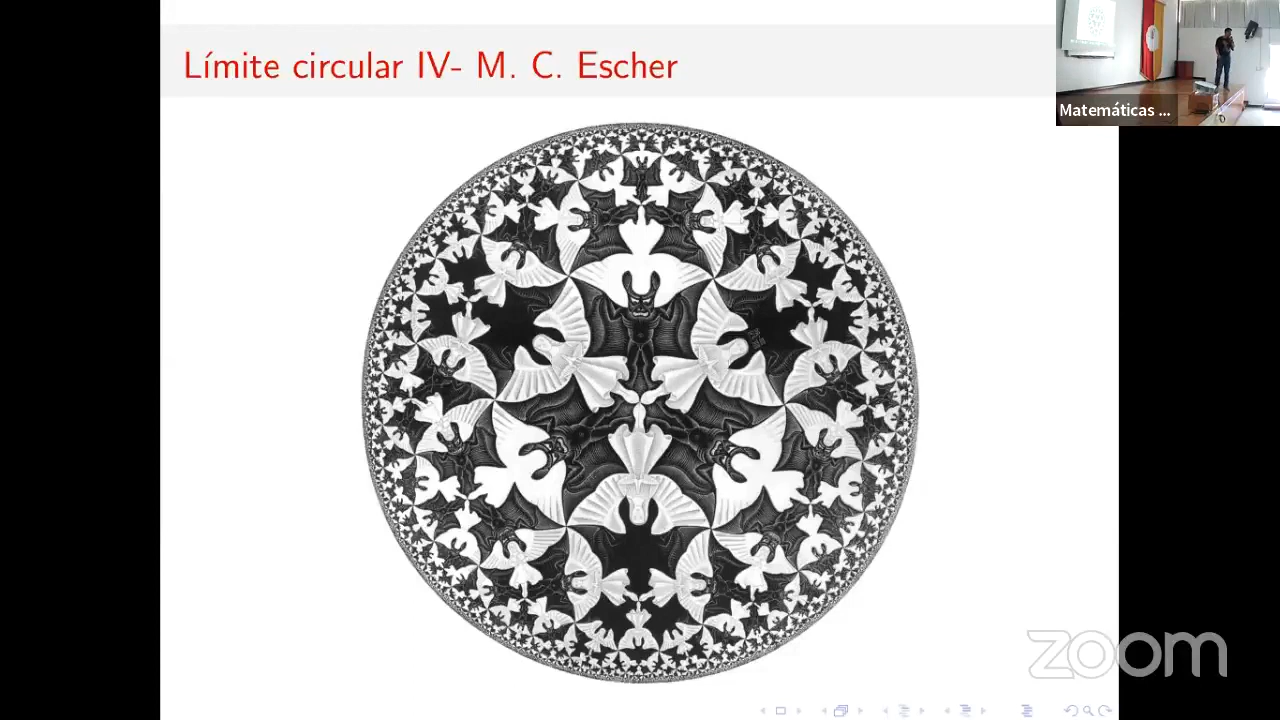 Límite circular IV- M. C. Escher
Matemáticas ...
zoom